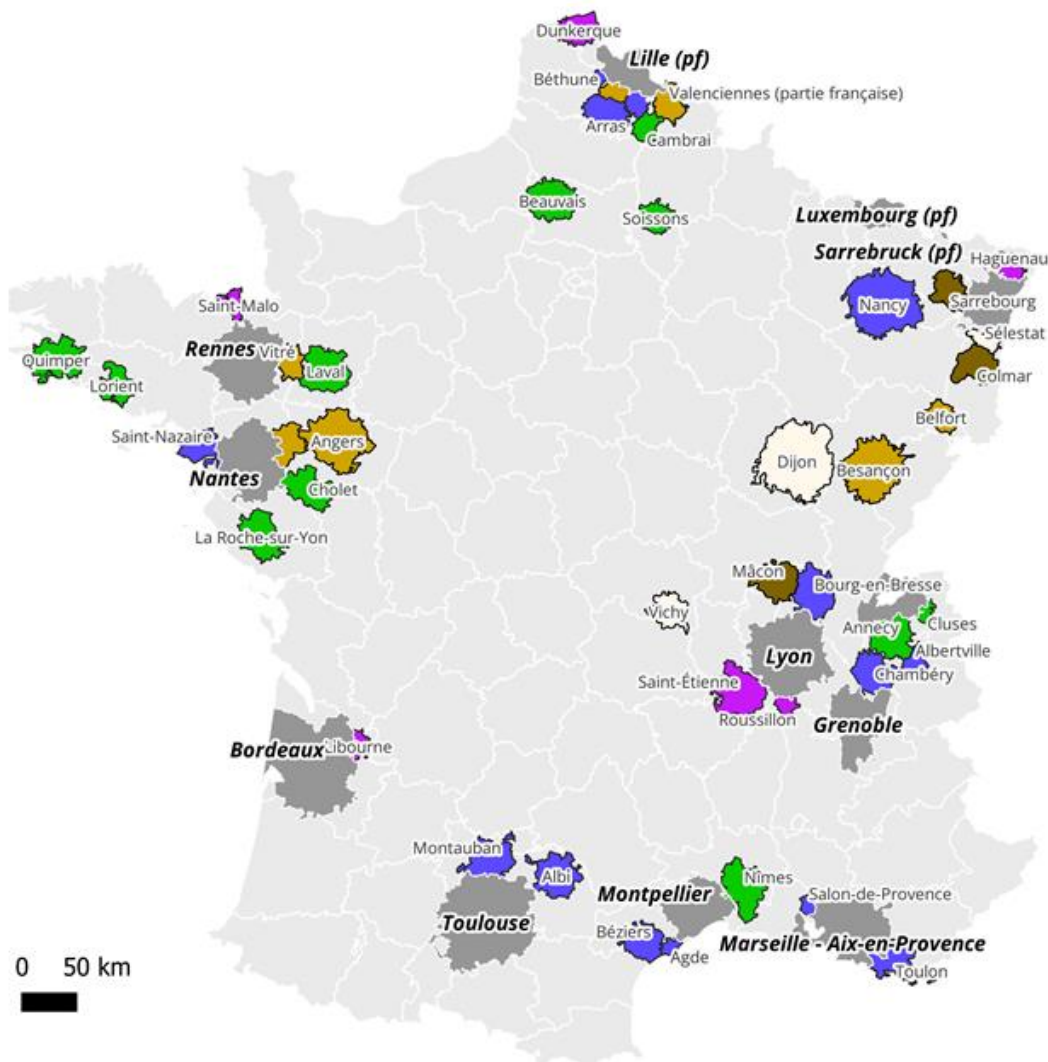 Dunkerque
Lille (pf)
Béthune
Valenciennes (partie française)
Arras
Cambrai
Beauvais
Soissons
Luxembourg (pf)
Sarrebruck (pf)
Haguenau
Saint-Malo
Nancy
Sarrebourg
Sélestat
Rennes
Vitré
Quimper
Laval
Colmar
Lorient
Belfort
Saint-Nazaire
Angers
Dijon
Besançon
Nantes
Cholet
La Roche-sur-Yon
Mâcon
Bourg-en-Bresse
Vichy
Cluses
Annecy
Albertville
Lyon
Chambéry
Saint-Étienne
Roussillon
Grenoble
Bordeaux
Libourne
Montauban
Albi
Nîmes
Montpellier
Salon-de-Provence
Toulouse
Béziers
Marseille - Aix-en-Provence
Agde
Toulon
0 50 km